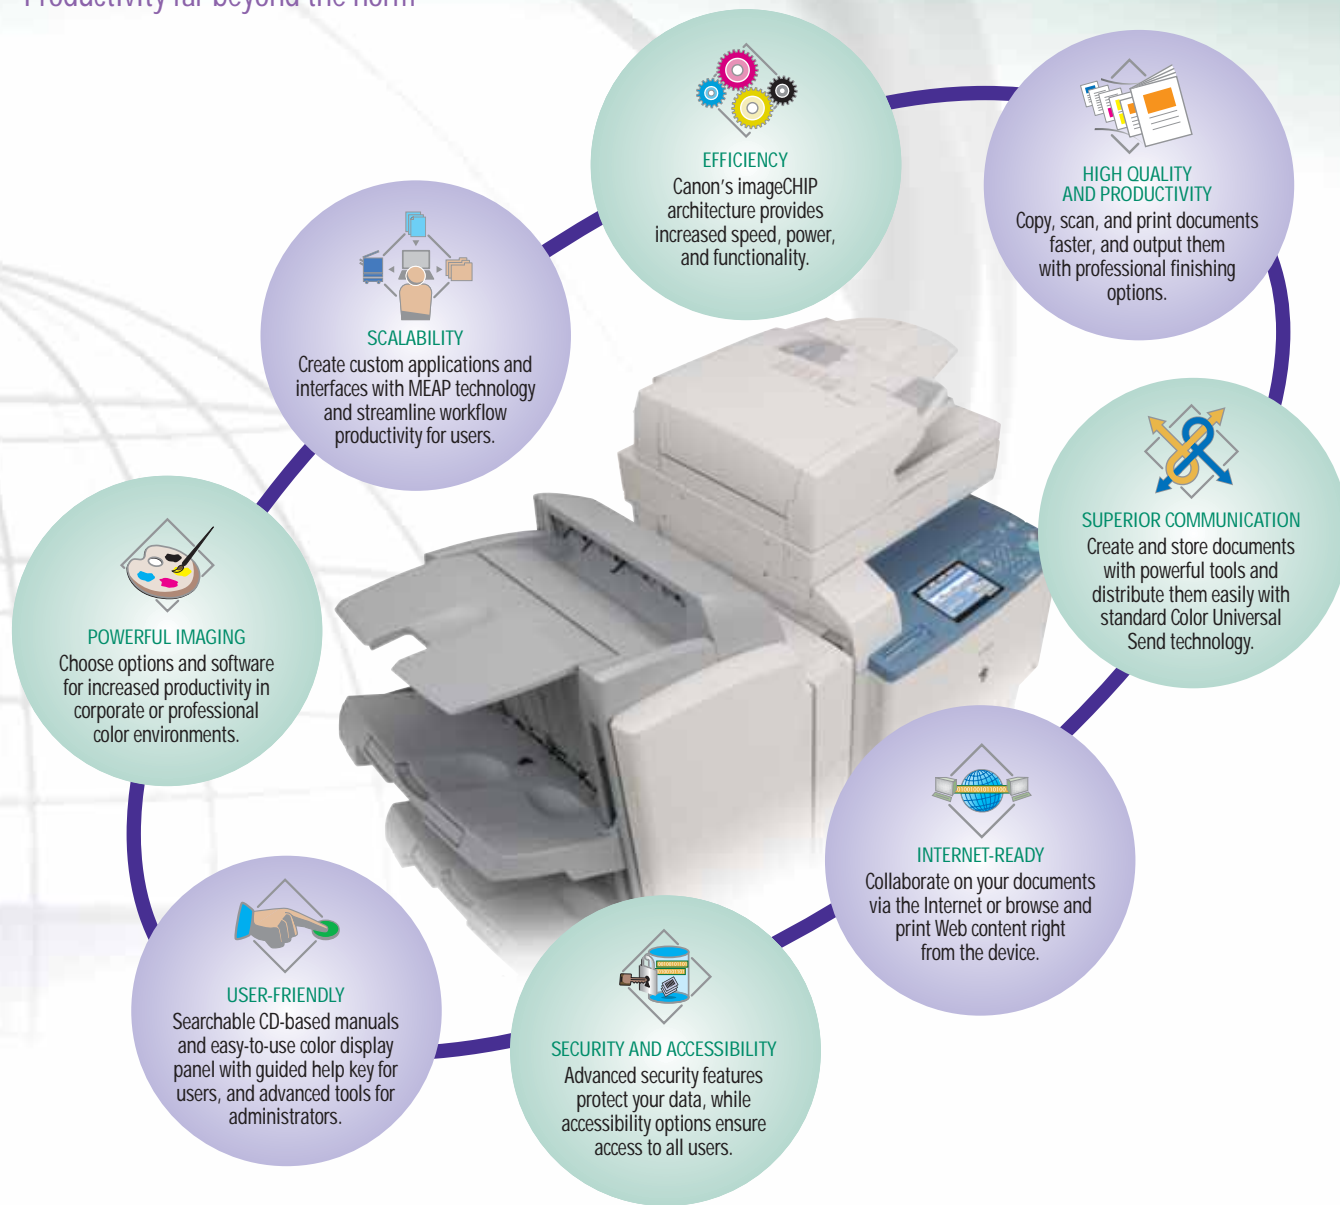 Productivity far beyond the norm
EFFICIENCY
Canon's imageCHIP
architecture provides
increased speed, power,
and functionality.
HIGH QUALITY
AND PRODUCTIVITY
Copy, scan, and print documents
faster, and output them
with professional finishing
options.
SCALABILITY
Create custom applications and
interfaces with MEAP technology
and streamline workflow
productivity for users.
SUPERIOR COMMUNICATION
Create and store documents
with powerful tools and
distribute them easily with
standard Color Universal
Send technology.
POWERFUL IMAGING
Choose options and software
for increased productivity in
corporate or professional
color environments.
INTERNET-READY
Collaborate on your documents
via the Internet or browse and
print Web content right
from the device.
USER-FRIENDLY
Searchable CD-based manuals
and easy-to-use color display
panel with guided help key for
users, and advanced tools for
administrators.
SECURITY AND ACCESSIBILITY
Advanced security features
protect your data, while
accessibility options ensure
access to all users.